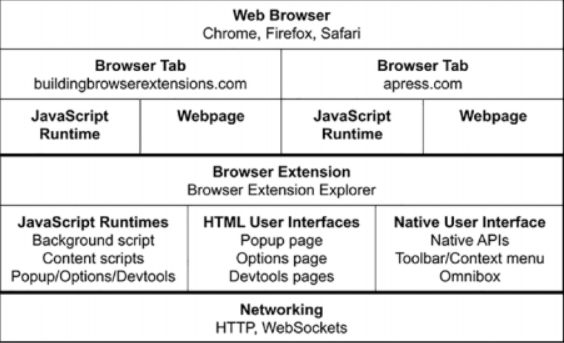 Web Browser
Chrome, Firefox, Safari
Browser Tab
buildingbrowserextensions.com
Browser Tab
apress.com
JavaScript
Runtime
Webpage
JavaScript
Runtime
Webpage
Browser Extension
Browser Extension Explorer
JavaScript Runtimes
Background script
Content scripts
Popup/Options/Devtools
HTML User Interfaces
Popup page
Options page
Devtools pages
Native User Interface
Native APIs
Toolbar/Context menu
Omnibox
Networking
HTTP, WebSockets